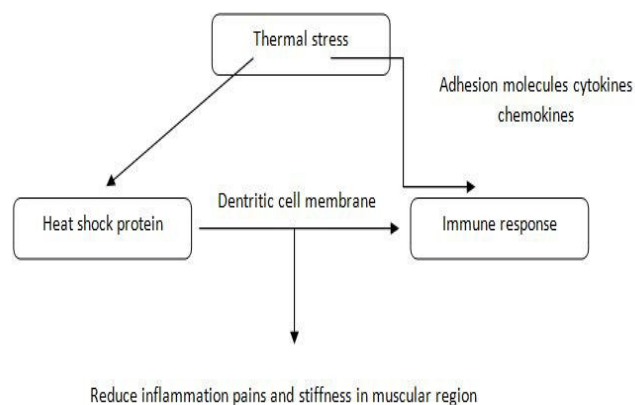 Thermal stress
Adhesion molecules cytokines
chemokines
Dentritic cell membrane
Heat shock protein
Immune response
Reduce inflammation pains and stiffness in muscular region